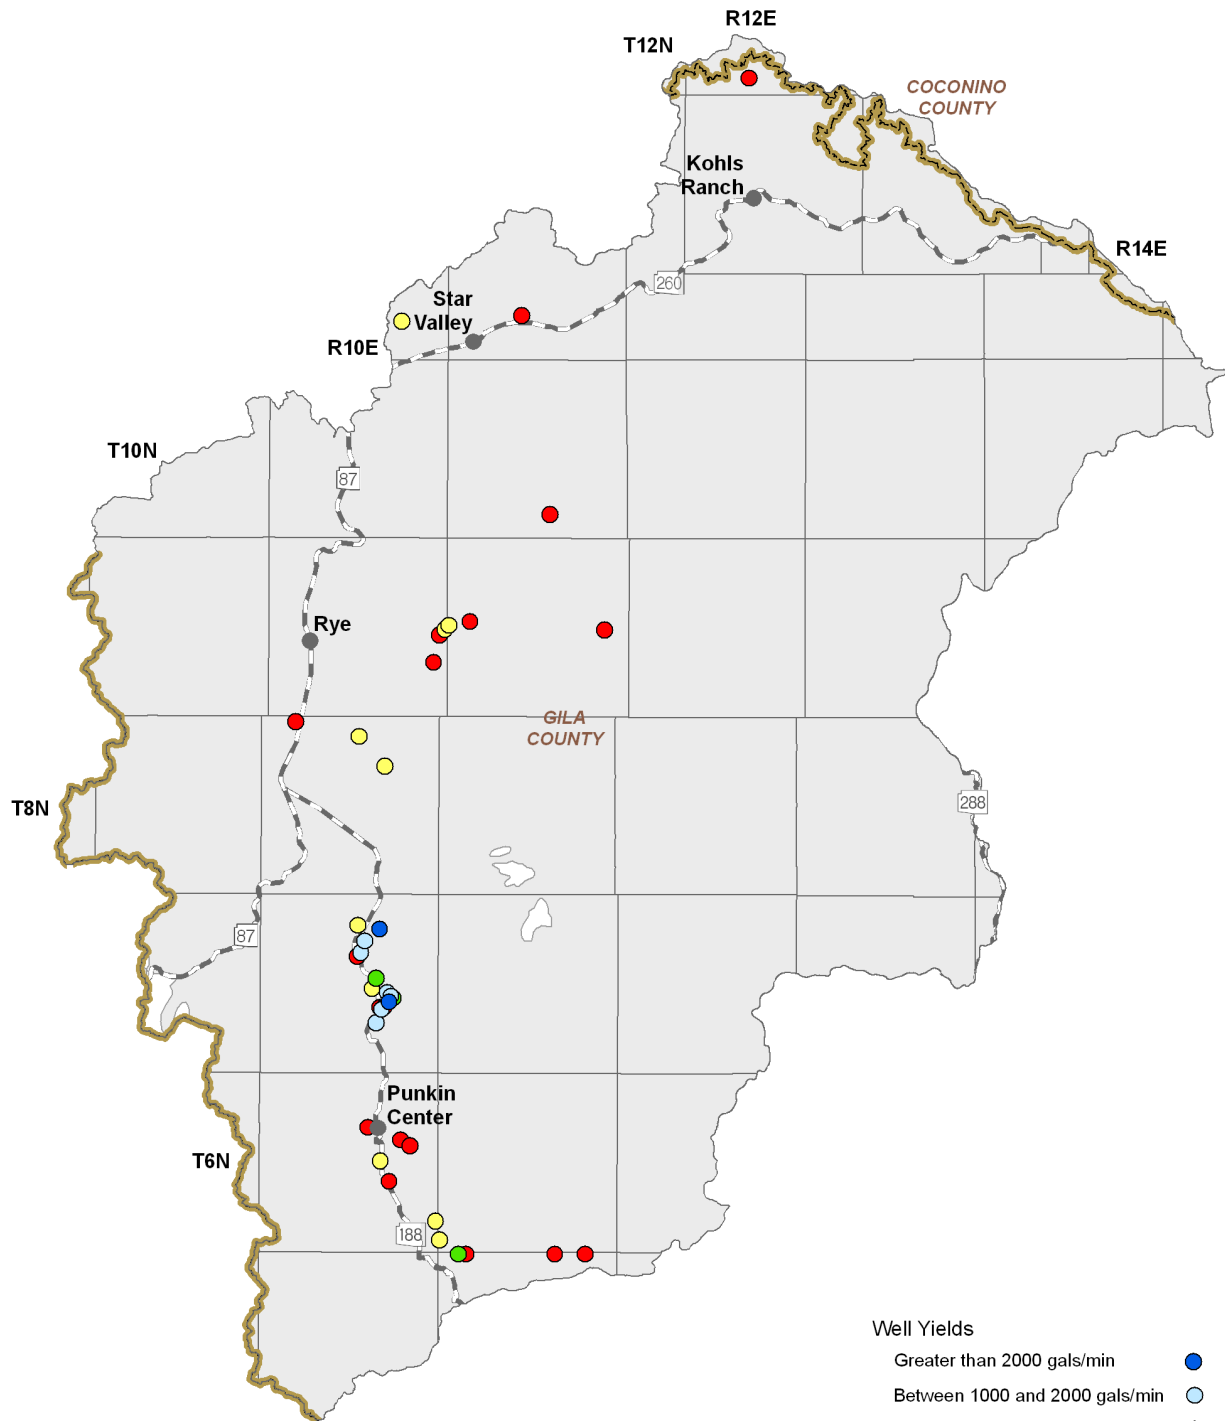 R12E
T12N
COCONINO
COUNTY
Kohls
Ranch
R14E
260
Star
Valley
R10E
T10N
87
Rye
GILA
COUNTY
T8N
288
87
Punkin
Center
T6N
188
Well Yields
Greater than 2000 gals/min
Between 1000 and 2000 gals/min